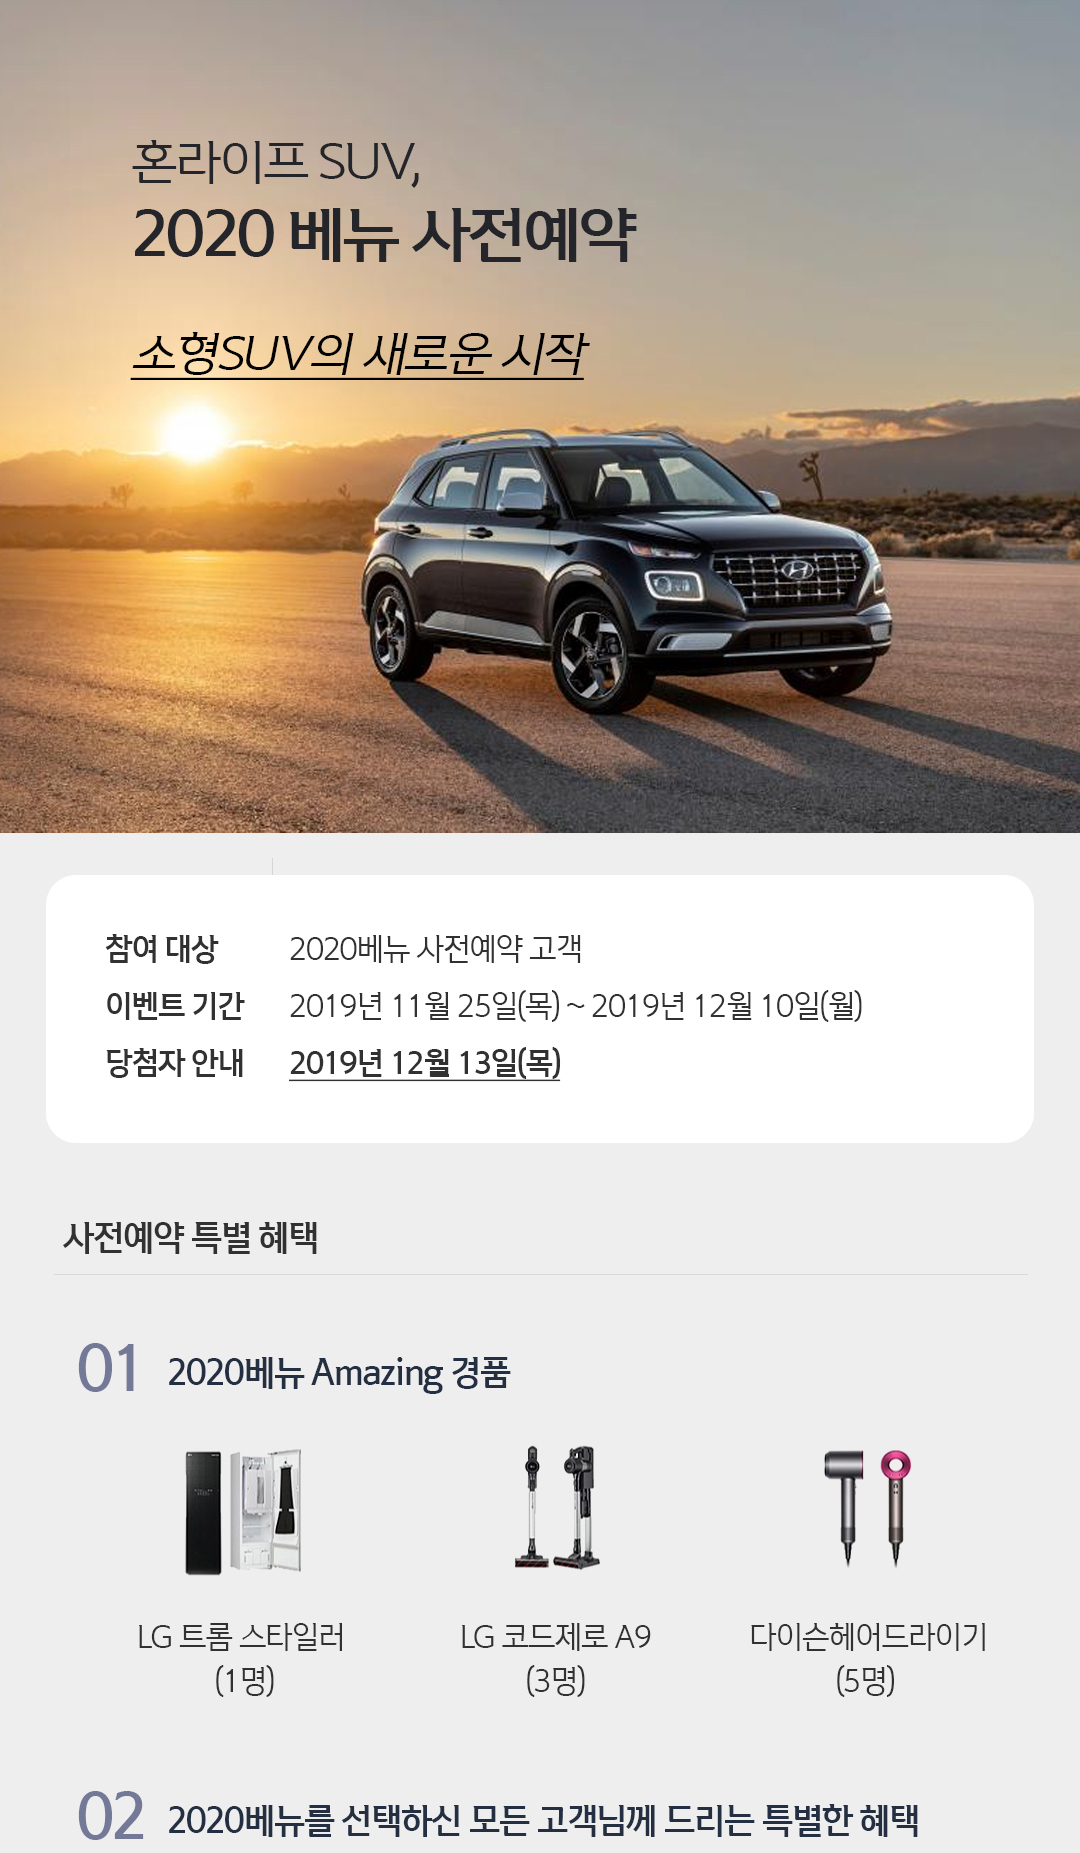 혼라이프 SUV,
2020 베뉴 사전예약
소형SUV의 새로운 시작
참여 대상 2020베뉴 사전예약 고객
이벤트 기간 2019년 11월 25일(목) ~ 2019년 12월 10일(월)
당첨자 안내 2019년 12월 13일(목)
사전예약 특별 혜택
01 2020베뉴 Amazing 경품
LG 트롬 스타일러
(1명)
LG 코드제로 A9
(3명)
다이슨헤어드라이기
(5명)
02 2020베뉴를 선택하신 모든 고객님께 드리는 특별한 혜택